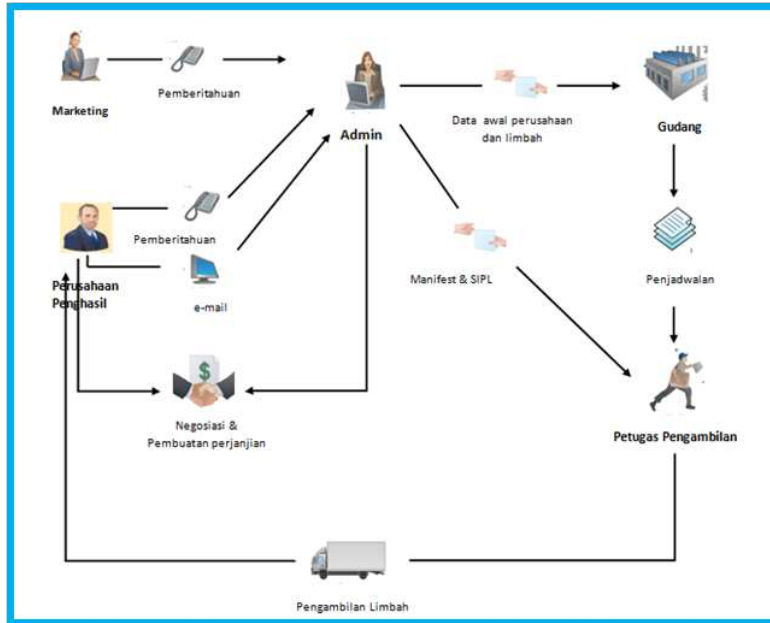 Pemberitahuan
Marketing
Admin
Data awal perusahaan
dan limbah
Gudang
Pemberitahuan
Perusahaan
Penghasil
e-mail
Manifest & SIPL
Penjadwalan
Negosiasi &
Pembuatan perjanjian
Petugas Pengambilan
Pengambilan Limbah